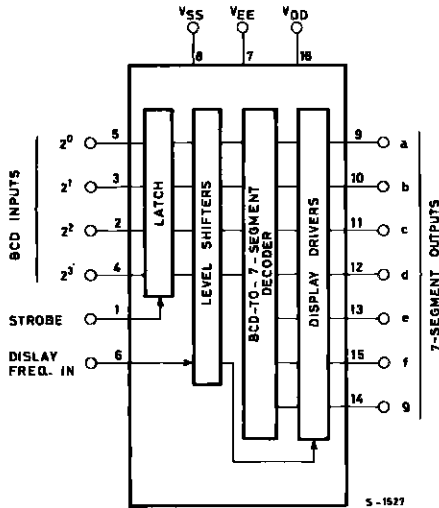 VSS VEE VDD
8 7 16
BCD INPUTS
2⁰ 5
2¹ 3
2² 2
2³ 4
STROBE 1
DISLAY
FREQ. IN 6
LATCH
LEVEL SHIFTERS
BCD-TO-7-SEGMENT
DECODER
DISPLAY DRIVERS
9 a
10 b
11 c
12 d
13 e
15 f
14 g
7-SEGMENT OUTPUTS
S-1527